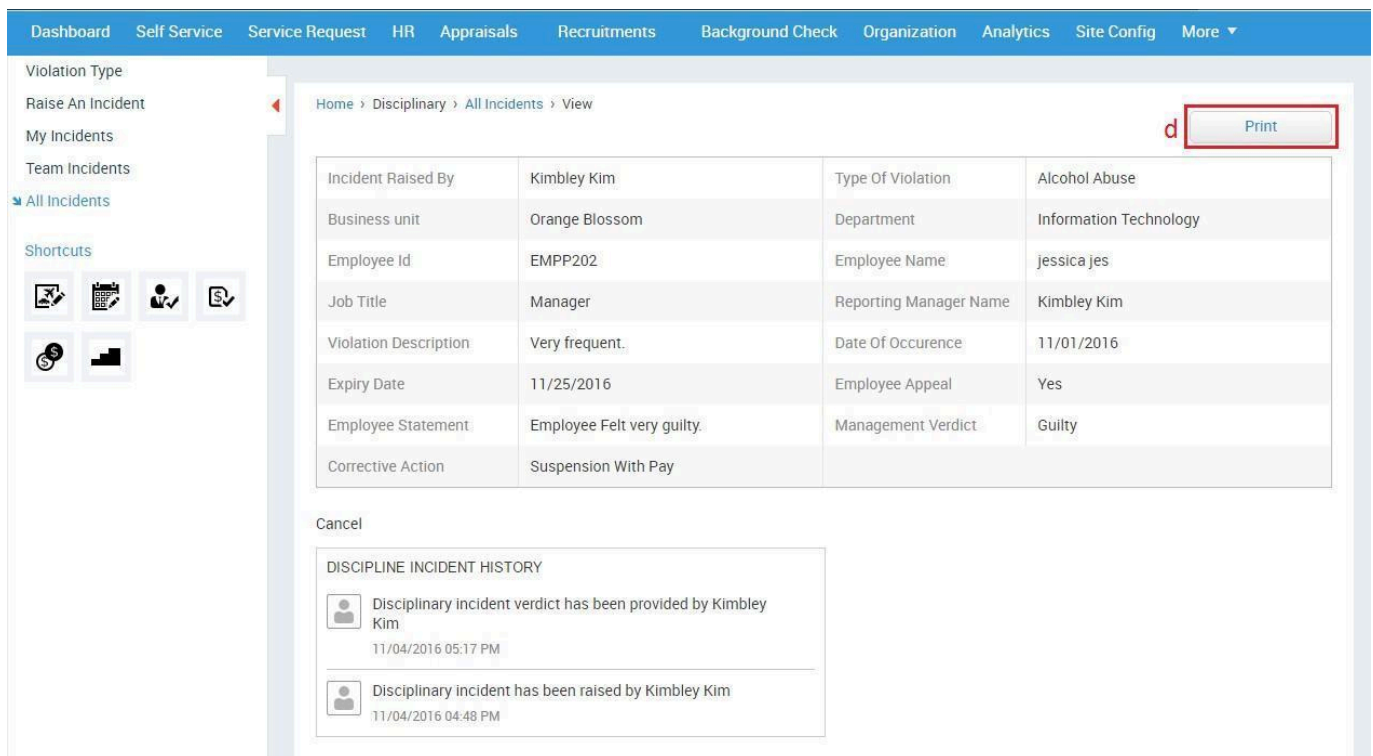 Dashboard Self Service Service Request HR Appraisals Recruitments Background Check Organization Analytics Site Config More
Violation Type
Raise An Incident
My Incidents
Team Incidents
All Incidents
Shortcuts
Home › Disciplinary › All Incidents › View
d Print
Incident Raised By Kimbley Kim Type Of Violation Alcohol Abuse
Business unit Orange Blossom Department Information Technology
Employee Id EMPP202 Employee Name jessica jes
Job Title Manager Reporting Manager Name Kimbley Kim
Violation Description Very frequent. Date Of Occurence 11/01/2016
Expiry Date 11/25/2016 Employee Appeal Yes
Employee Statement Employee Felt very guilty. Management Verdict Guilty
Corrective Action Suspension With Pay
Cancel
DISCIPLINE INCIDENT HISTORY
Disciplinary incident verdict has been provided by Kimbley
Kim
11/04/2016 05:17 PM
Disciplinary incident has been raised by Kimbley Kim
11/04/2016 04:48 PM